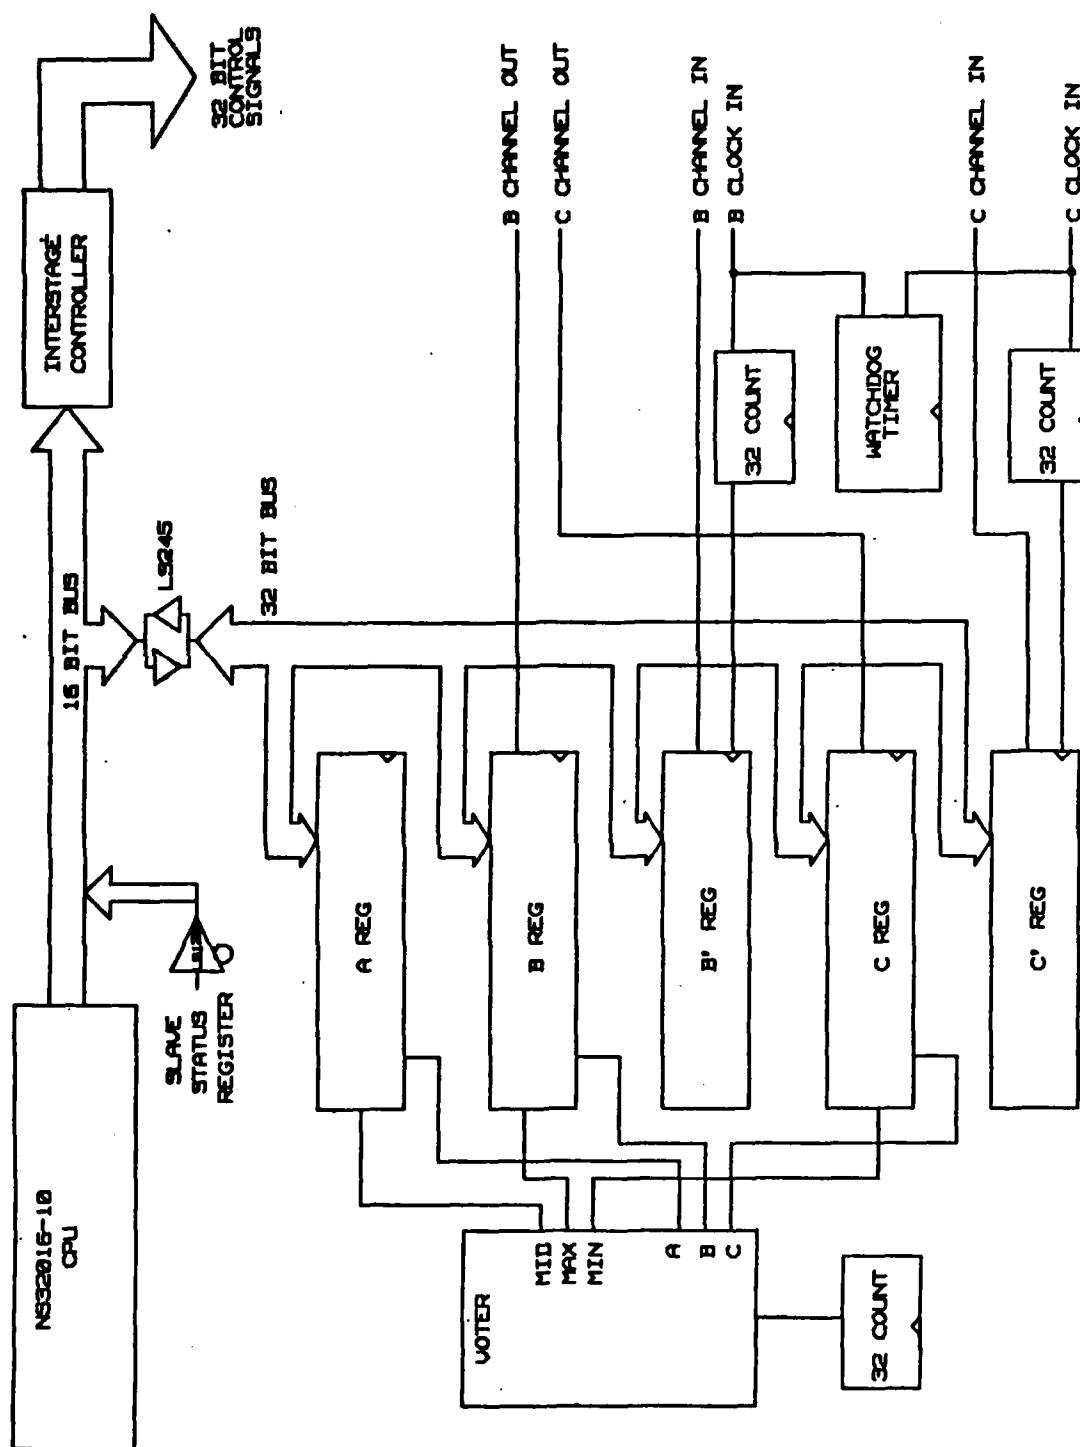 NS32016-10
CPU
16 BIT BUS
INTERSTAGE
CONTROLLER
32 BIT
CONTROL
SIGNALS
SLAVE
STATUS
REGISTER
LS245
32 BIT BUS
A REG
B REG
B' REG
C REG
C' REG
B CHANNEL OUT
C CHANNEL OUT
B CHANNEL IN
B CLOCK IN
C CHANNEL IN
C CLOCK IN
32 COUNT
WATCHDOG
TIMER
32 COUNT
VOTER
MID
MAX
MIN
A
B
C
32 COUNT